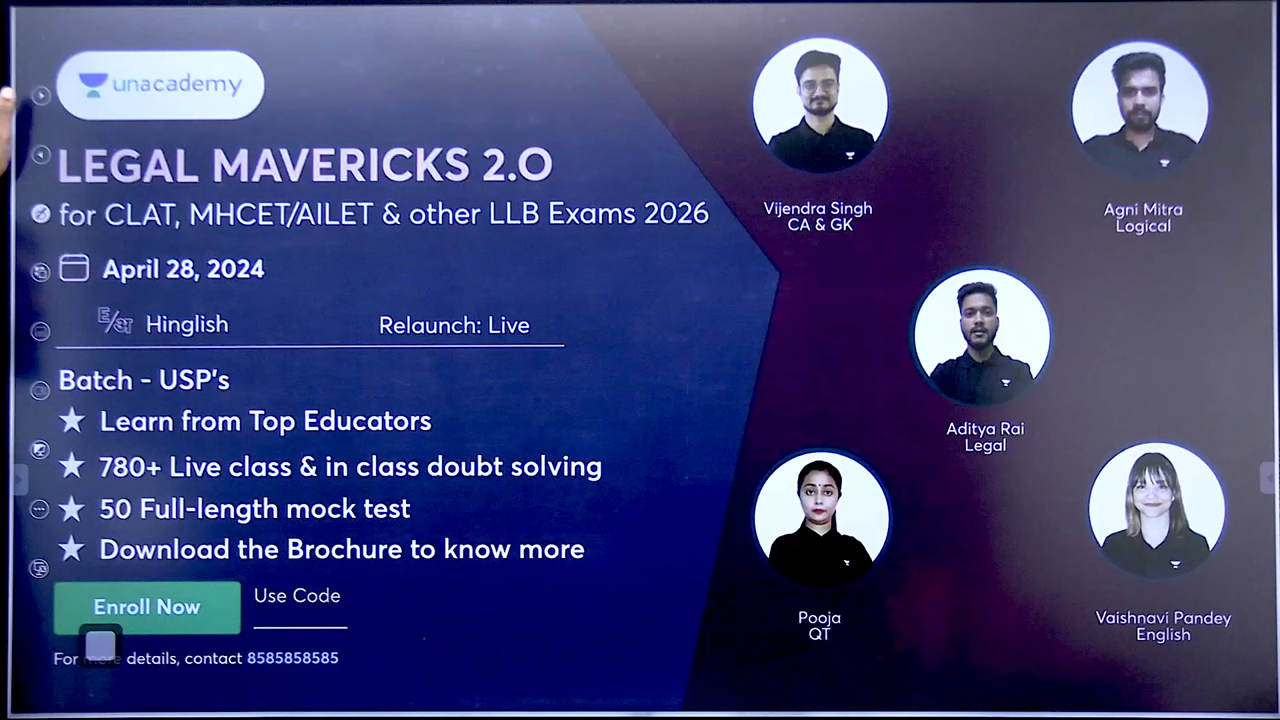 unacademy
LEGAL MAVERICKS 2.O
for CLAT, MHCET/AILET & other LLB Exams 2026
April 28, 2024
E/अ Hinglish
Relaunch: Live
Batch - USP's
Learn from Top Educators
780+ Live class & in class doubt solving
50 Full-length mock test
Download the Brochure to know more
Enroll Now
Use Code
For more details, contact 8585858585
Vijendra Singh
CA & GK
Agni Mitra
Logical
Aditya Rai
Legal
Pooja
QT
Vaishnavi Pandey
English